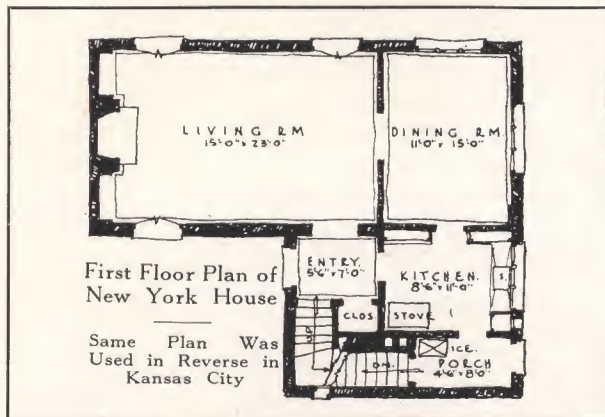 LIVING RM.
15'-0" x 23'-0"
DINING RM.
11'-0" x 15'-0"
ENTRY.
5'-6" x 7'-0"
KITCHEN.
8'-6" x 11'-0"
S.
CLOS
STOVE
UP
DN.
ICE.
PORCH
4'-6" x 8'-0"
First Floor Plan of
New York House
Same Plan Was
Used in Reverse in
Kansas City